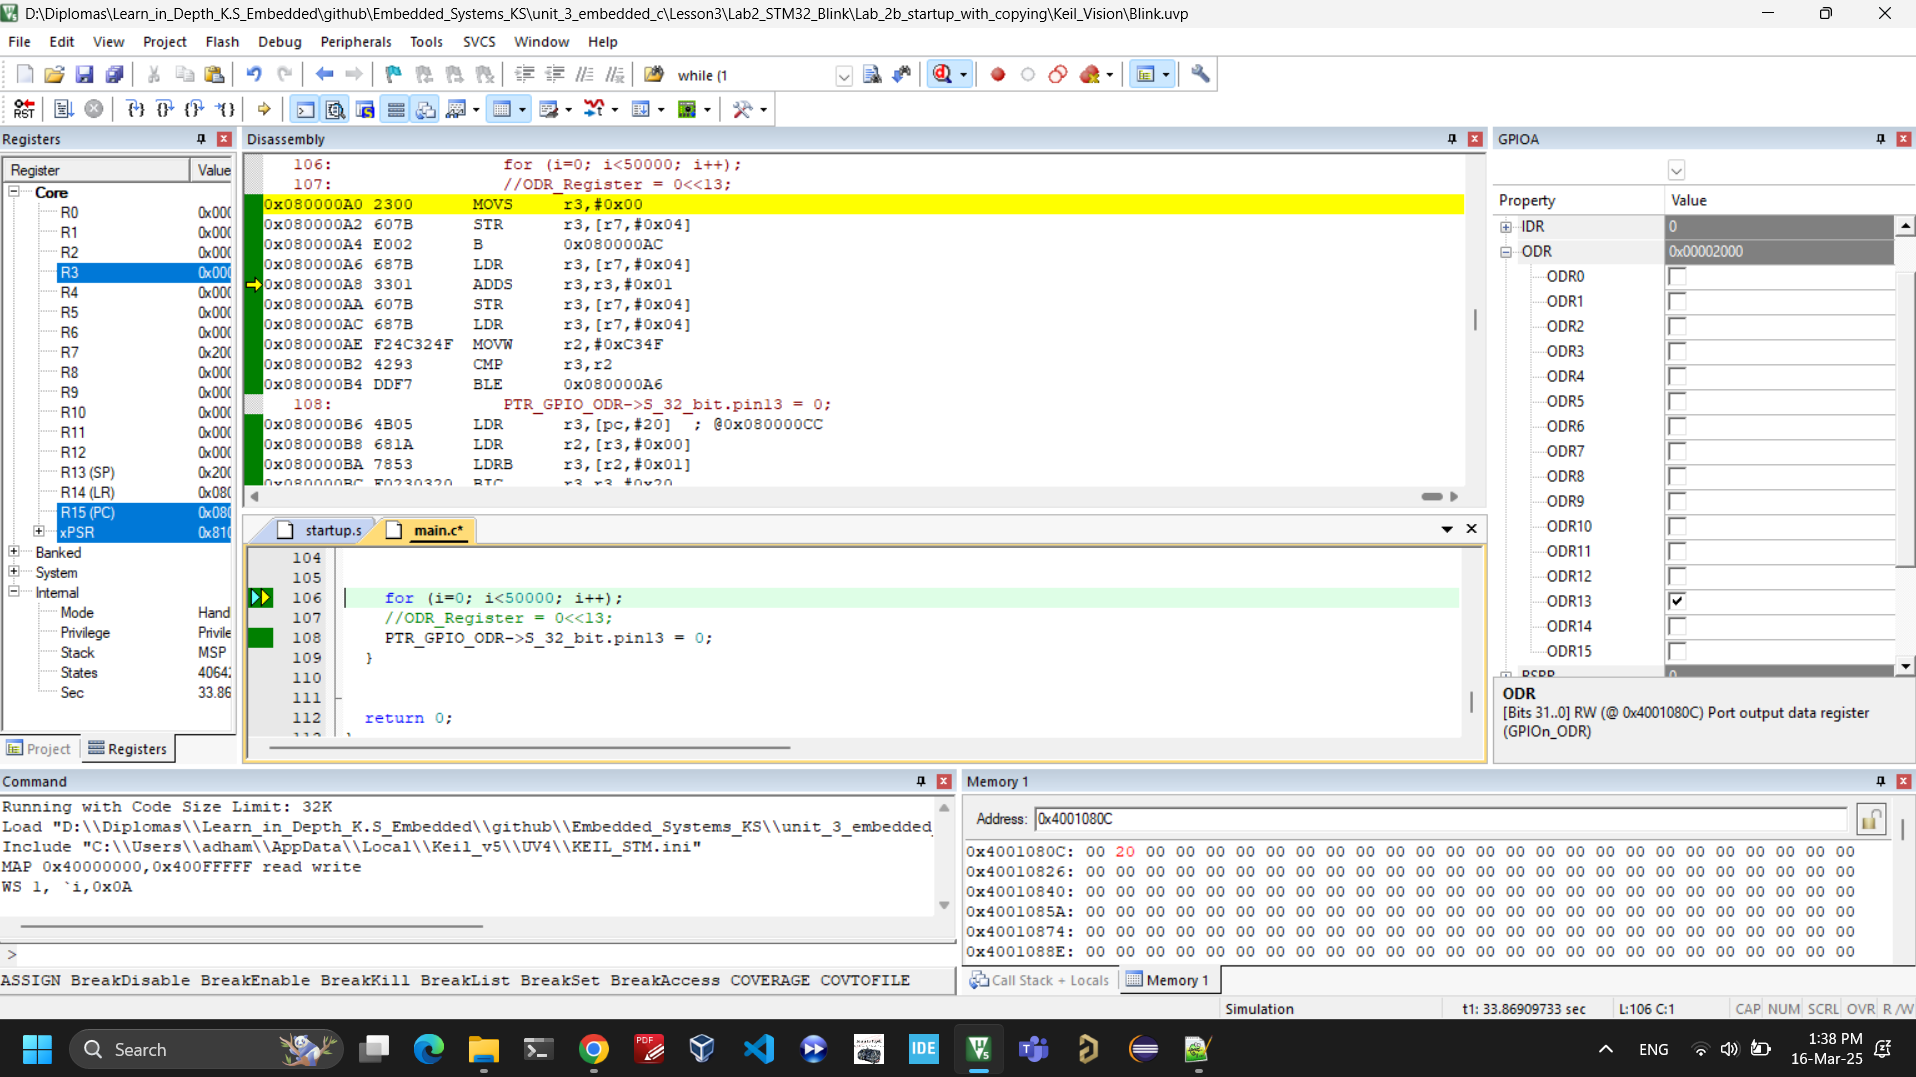 D:\Diplomas\Learn_in_Depth_K.S_Embedded\github\Embedded_Systems_KS\unit_3_embedded_c\Lesson3\Lab2_STM32_Blink\Lab_2b_startup_with_copying\Keil_Vision\Blink.uvp
File Edit View Project Flash Debug Peripherals Tools SVCS Window Help
while (1
RST
Registers
Register Value
Core
R0 0x000
R1 0x000
R2 0x000
R3 0x000
R4 0x000
R5 0x000
R6 0x000
R7 0x200
R8 0x000
R9 0x000
R10 0x000
R11 0x000
R12 0x000
R13 (SP) 0x200
R14 (LR) 0x080
R15 (PC) 0x080
xPSR 0x810
Banked
System
Internal
Mode Hand
Privilege Privile
Stack MSP
States 40642
Sec 33.86
Project Registers
Disassembly
106: for (i=0; i<50000; i++);
107: //ODR_Register = 0<<13;
0x080000A0 2300 MOVS r3,#0x00
0x080000A2 607B STR r3,[r7,#0x04]
0x080000A4 E002 B 0x080000AC
0x080000A6 687B LDR r3,[r7,#0x04]
0x080000A8 3301 ADDS r3,r3,#0x01
0x080000AA 607B STR r3,[r7,#0x04]
0x080000AC 687B LDR r3,[r7,#0x04]
0x080000AE F24C324F MOVW r2,#0xC34F
0x080000B2 4293 CMP r3,r2
0x080000B4 DDF7 BLE 0x080000A6
108: PTR_GPIO_ODR->S_32_bit.pin13 = 0;
0x080000B6 4B05 LDR r3,[pc,#20] ; @0x080000CC
0x080000B8 681A LDR r2,[r3,#0x00]
0x080000BA 7853 LDRB r3,[r2,#0x01]
0x080000BC F0230320 BIC r3,r3,#0x20
startup.s main.c*
104
105
106 for (i=0; i<50000; i++);
107 //ODR_Register = 0<<13;
108 PTR_GPIO_ODR->S_32_bit.pin13 = 0;
109 }
110
111
112 return 0;
GPIOA
Property Value
IDR 0
ODR 0x00002000
ODR0
ODR1
ODR2
ODR3
ODR4
ODR5
ODR6
ODR7
ODR8
ODR9
ODR10
ODR11
ODR12
ODR13
ODR14
ODR15
BSRR 0
ODR
[Bits 31..0] RW (@ 0x4001080C) Port output data register
(GPIOn_ODR)
Command
Running with Code Size Limit: 32K
Load "D:\\Diplomas\\Learn_in_Depth_K.S_Embedded\\github\\Embedded_Systems_KS\\unit_3_embedded_
Include "C:\\Users\\adham\\AppData\\Local\\Keil_v5\\UV4\\KEIL_STM.ini"
MAP 0x40000000,0x400FFFFF read write
WS 1, `i,0x0A
>
ASSIGN BreakDisable BreakEnable BreakKill BreakList BreakSet BreakAccess COVERAGE COVTOFILE
Memory 1
Address: 0x4001080C
0x4001080C: 00 20 00 00 00 00 00 00 00 00 00 00 00 00 00 00 00 00 00 00 00 00 00 00 00 00
0x40010826: 00 00 00 00 00 00 00 00 00 00 00 00 00 00 00 00 00 00 00 00 00 00 00 00 00 00
0x40010840: 00 00 00 00 00 00 00 00 00 00 00 00 00 00 00 00 00 00 00 00 00 00 00 00 00 00
0x4001085A: 00 00 00 00 00 00 00 00 00 00 00 00 00 00 00 00 00 00 00 00 00 00 00 00 00 00
0x40010874: 00 00 00 00 00 00 00 00 00 00 00 00 00 00 00 00 00 00 00 00 00 00 00 00 00 00
0x4001088E: 00 00 00 00 00 00 00 00 00 00 00 00 00 00 00 00 00 00 00 00 00 00 00 00 00 00
Call Stack + Locals Memory 1
Simulation t1: 33.86909733 sec L:106 C:1 CAP NUM SCRL OVR R/W
Search PDF IDE ENG 1:38 PM
16-Mar-25